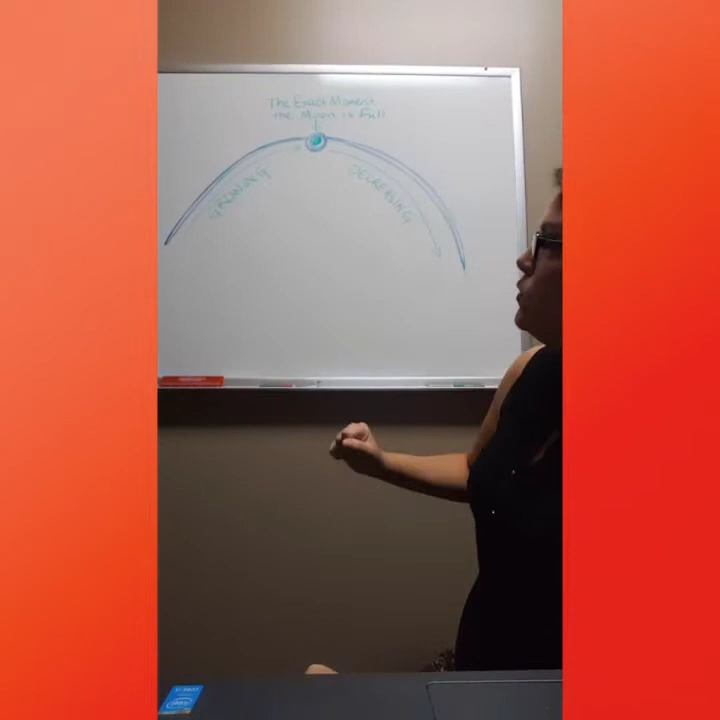 The Exact Moment
the Moon is Full
GROWING
DECREASING